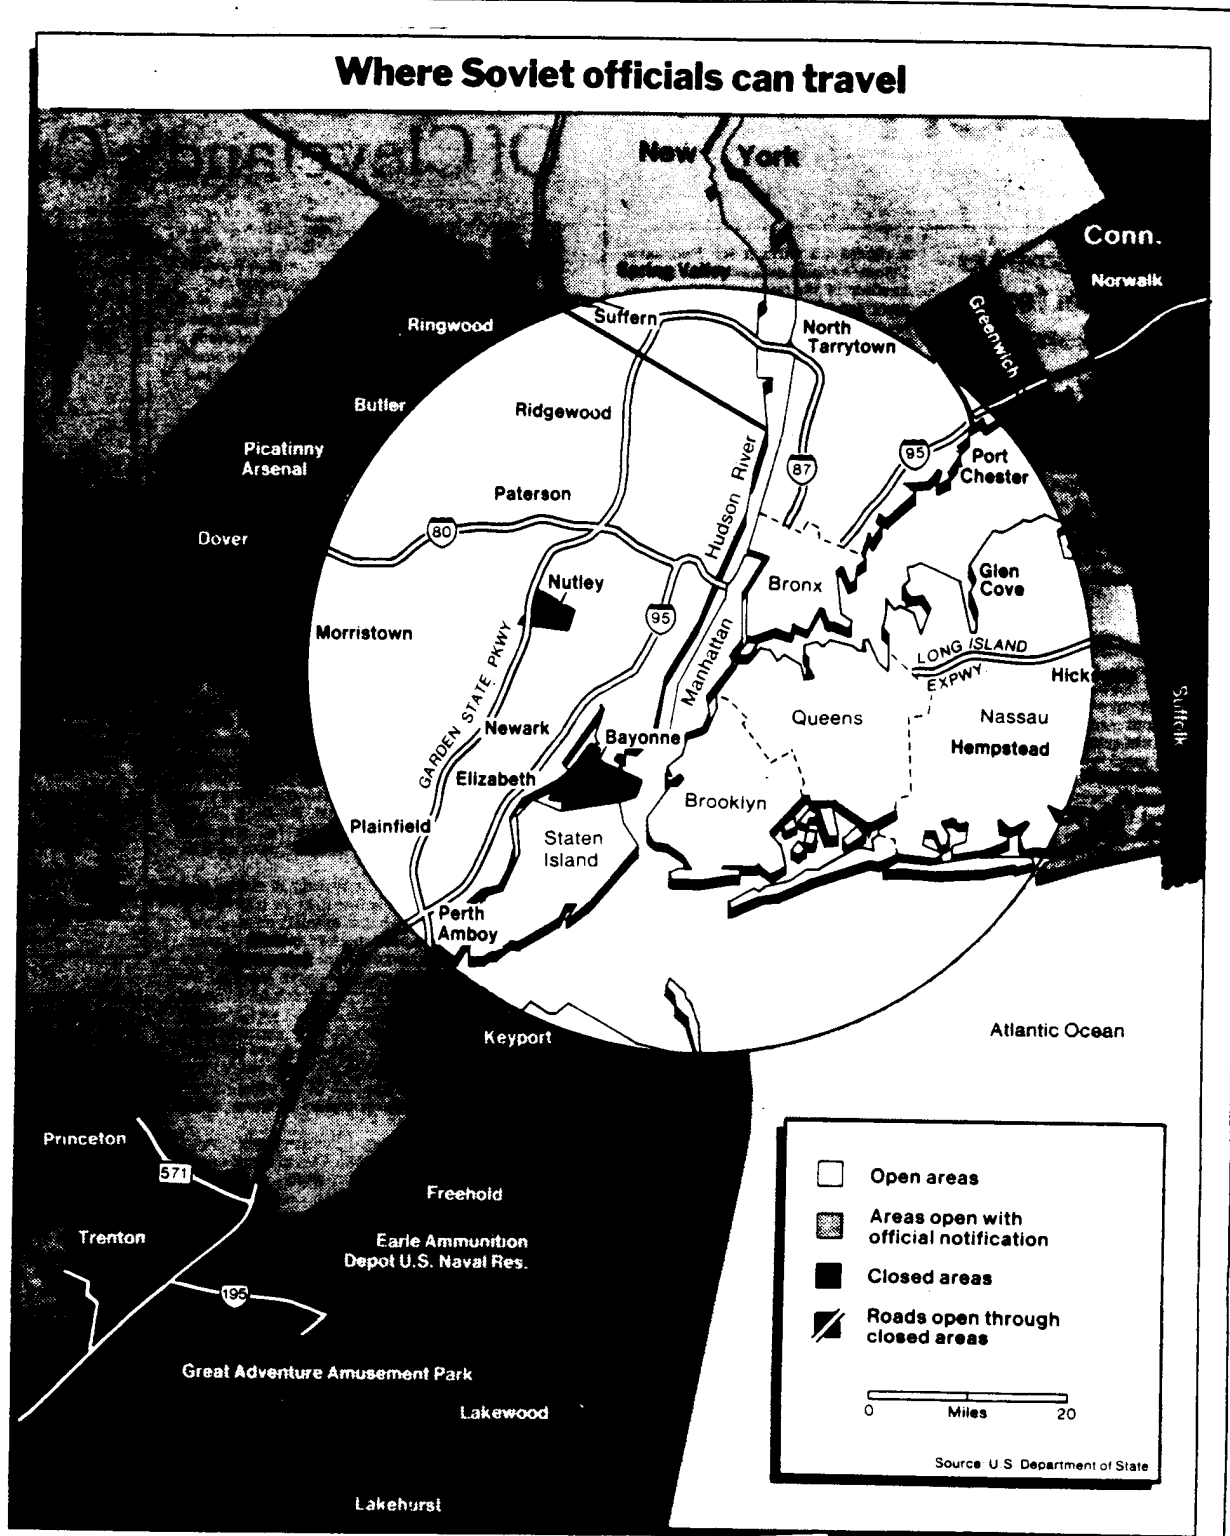 Where Soviet officials can travel
New York
Conn.
Norwalk
Spring Valley
Greenwich
Ringwood
Suffern
North
Tarrytown
Butler
Ridgewood
Picatinny
Arsenal
Hudson River
95
Port
Chester
87
Paterson
80
Dover
Nutley
Bronx
Glen
Cove
95
Morristown
Manhattan
LONG ISLAND
EXPWY.
Hick
GARDEN STATE PKWY
Suffolk
Newark
Bayonne
Queens
Nassau
Hempstead
Elizabeth
Brooklyn
Plainfield
Staten
Island
Perth
Amboy
Keyport
Atlantic Ocean
Princeton
571
Freehold
Trenton
Earle Ammunition
Depot U.S. Naval Res.
195
Great Adventure Amusement Park
Lakewood
Lakehurst
Open areas
Areas open with
official notification
Closed areas
Roads open through
closed areas
0 Miles 20
Source U S Department of State